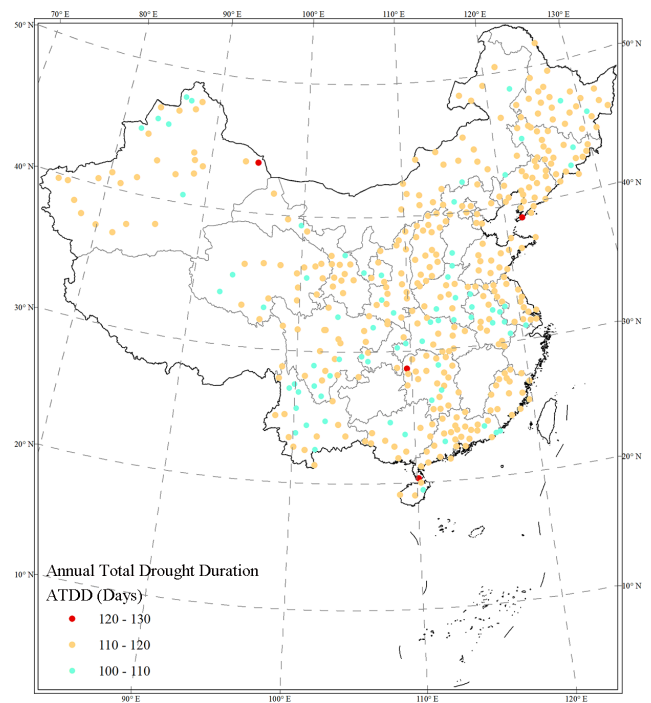 70° E 80° E 90° E 100° E 110° E 120° E 130° E
50° N
50° N
40° N
40° N
30° N
30° N
20° N
20° N
10° N
10° N
Annual Total Drought Duration
ATDD (Days)
120 - 130
110 - 120
100 - 110
90° E 100° E 110° E 120° E